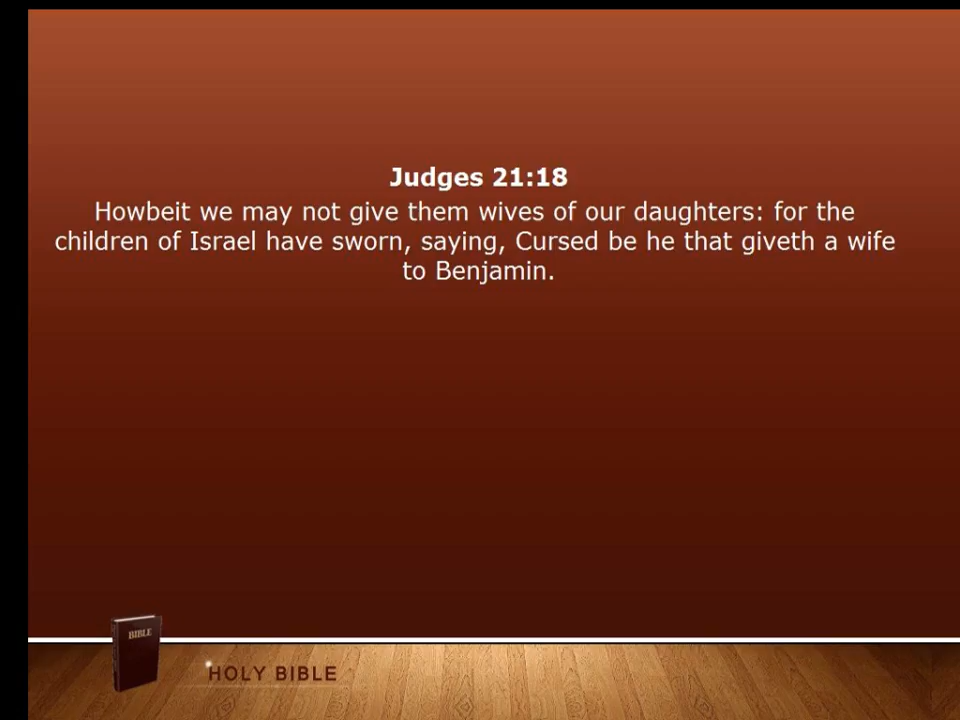 Judges 21:18
Howbeit we may not give them wives of our daughters: for the
children of Israel have sworn, saying, Cursed be he that giveth a wife
to Benjamin.
BIBLE
HOLY BIBLE